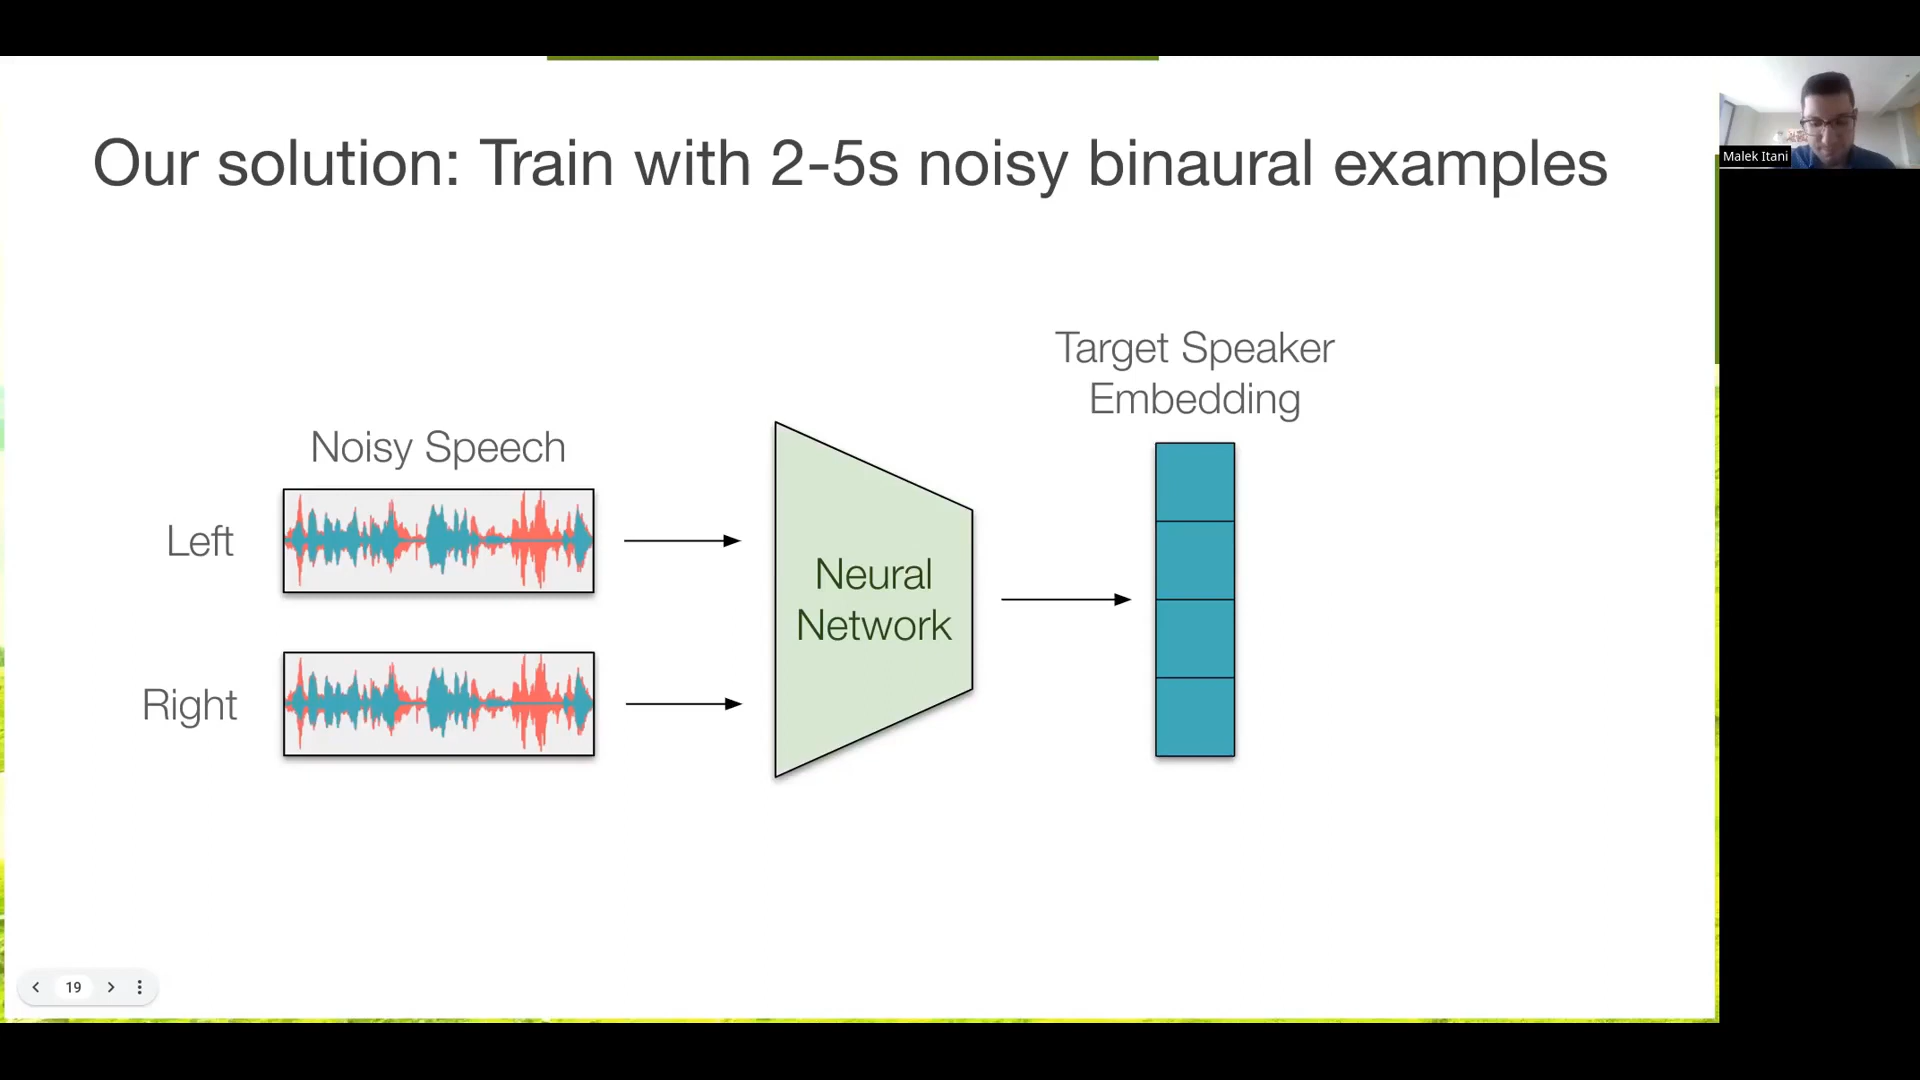 Our solution: Train with 2-5s noisy binaural examples
Malek Itani
Target Speaker
Embedding
Noisy Speech
Left
Neural
Network
Right
19